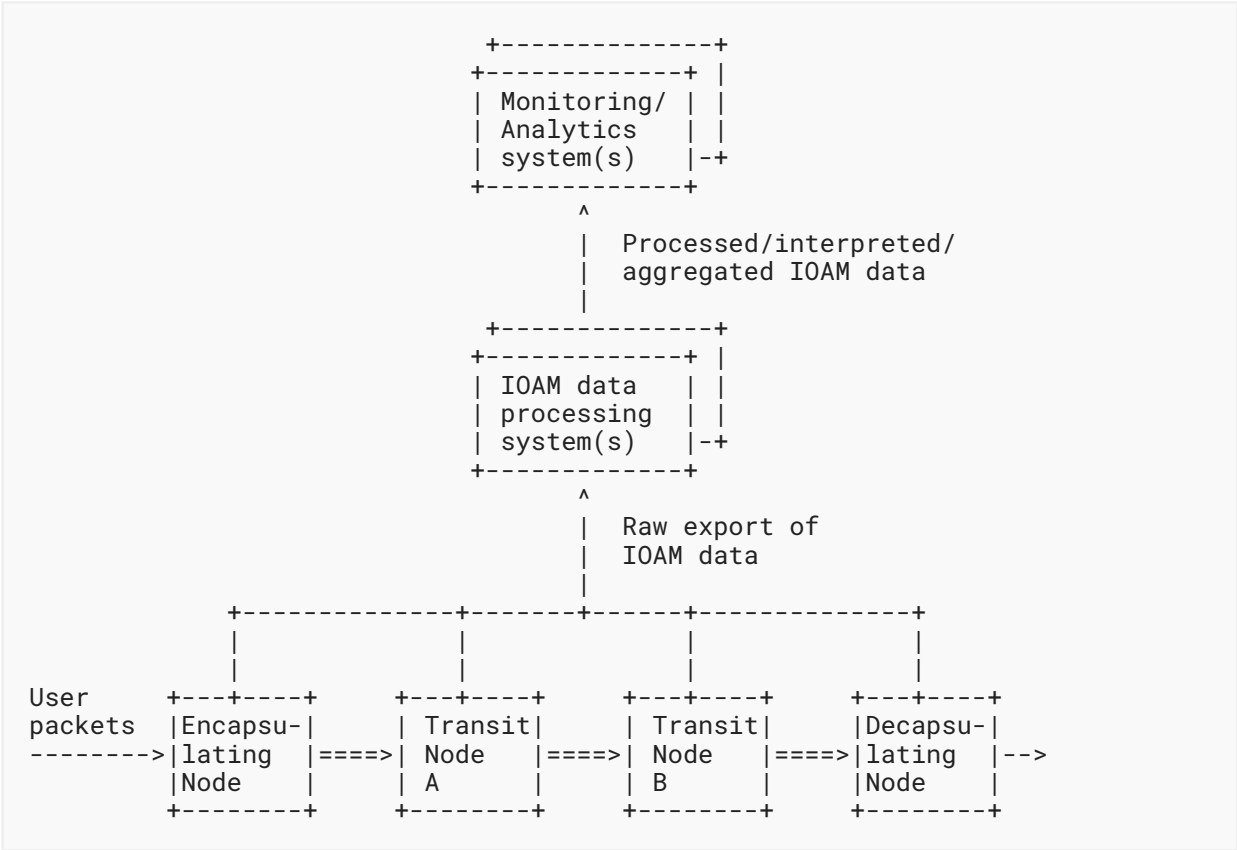 +--------------+
                              +-------------+ |
                              | Monitoring/ | |
                              | Analytics   | |
                              | system(s)   |-+
                              +-------------+
                                     ^
                                     |  Processed/interpreted/
                                     |  aggregated IOAM data
                                     |
                               +--------------+
                              +-------------+ |
                              | IOAM data   | |
                              | processing  | |
                              | system(s)   |-+
                              +-------------+
                                     ^
                                     |  Raw export of
                                     |  IOAM data
                                     |
              +--------------+-------+------+--------------+
              |              |              |              |
              |              |              |              |
User      +---+----+     +---+----+     +---+----+     +---+----+
packets   |Encapsu-|     | Transit|     | Transit|     |Decapsu-|
-------->|lating  |====>| Node   |====>| Node   |====>|lating  |-->
          |Node    |     | A      |     | B      |     |Node    |
          +--------+     +--------+     +--------+     +--------+